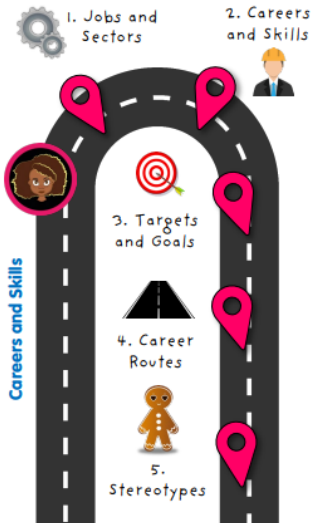 1. Jobs and
Sectors
2. Careers
and Skills
3. Targets
and Goals
4. Career
Routes
5.
Stereotypes
Careers and Skills